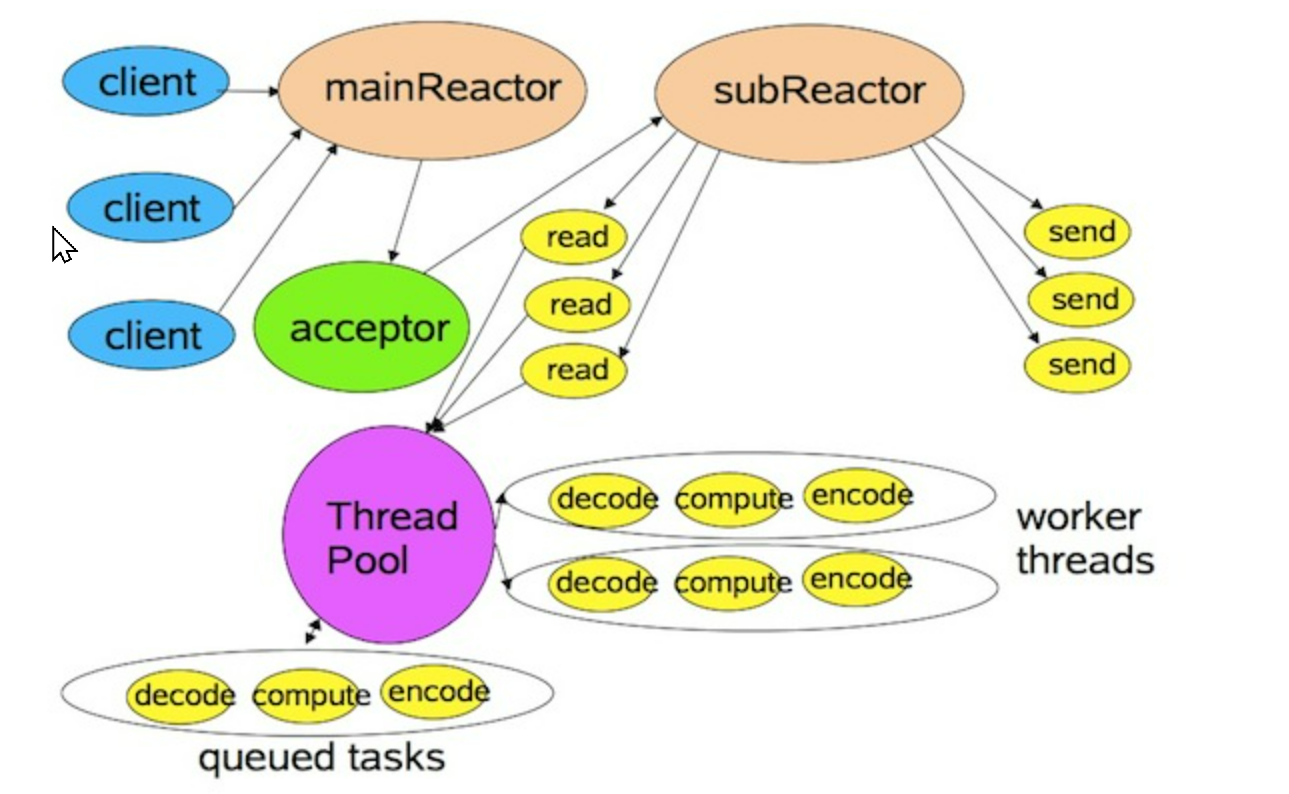 client
mainReactor
subReactor
client
client
acceptor
read
read
read
send
send
send
Thread
Pool
decode compute encode
decode compute encode
worker
threads
decode compute encode
queued tasks